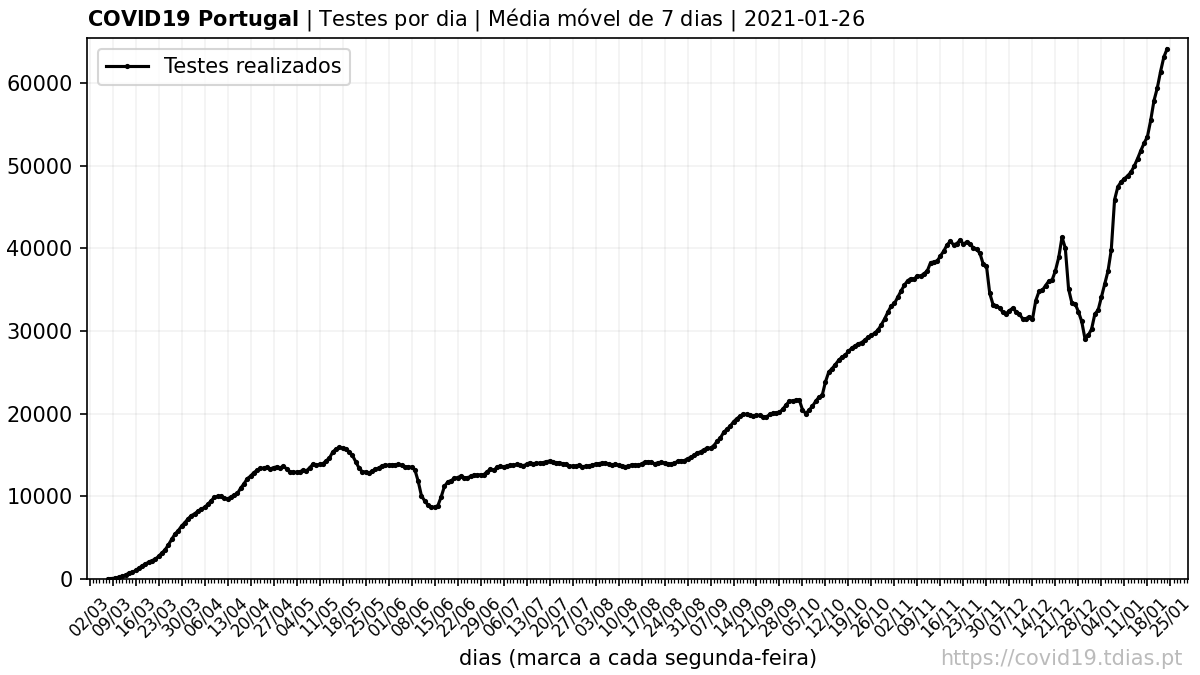 COVID19 Portugal | Testes por dia | Média móvel de 7 dias | 2021-01-26
Testes realizados
60000
50000
40000
30000
20000
10000
0
02/03 09/03 16/03 23/03 30/03 06/04 13/04 20/04 27/04 04/05 11/05 18/05 25/05 01/06 08/06 15/06 22/06 29/06 06/07 13/07 20/07 27/07 03/08 10/08 17/08 24/08 31/08 07/09 14/09 21/09 28/09 05/10 12/10 19/10 26/10 02/11 09/11 16/11 23/11 30/11 07/12 14/12 21/12 28/12 04/01 11/01 18/01 25/01
dias (marca a cada segunda-feira)
https://covid19.tdias.pt